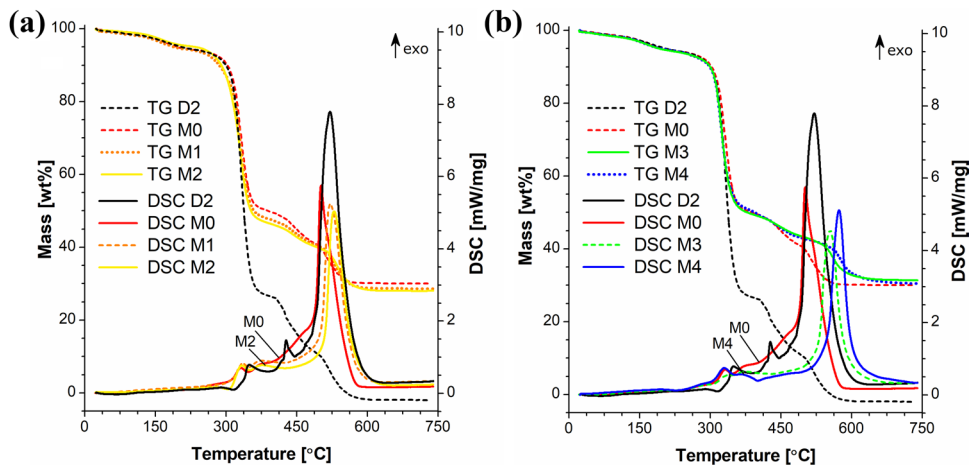 (a)
100
80
60
40
20
0
Mass [wt%]
TG D2
TG M0
TG M1
TG M2
DSC D2
DSC M0
DSC M1
DSC M2
exo
M0
M2
10
8
6
4
2
0
DSC [mW/mg]
0 150 300 450 600 750
Temperature [°C]
(b)
100
80
60
40
20
0
Mass [wt%]
TG D2
TG M0
TG M3
TG M4
DSC D2
DSC M0
DSC M3
DSC M4
exo
M0
M4
10
8
6
4
2
0
DSC [mW/mg]
0 150 300 450 600 750
Temperature [°C]